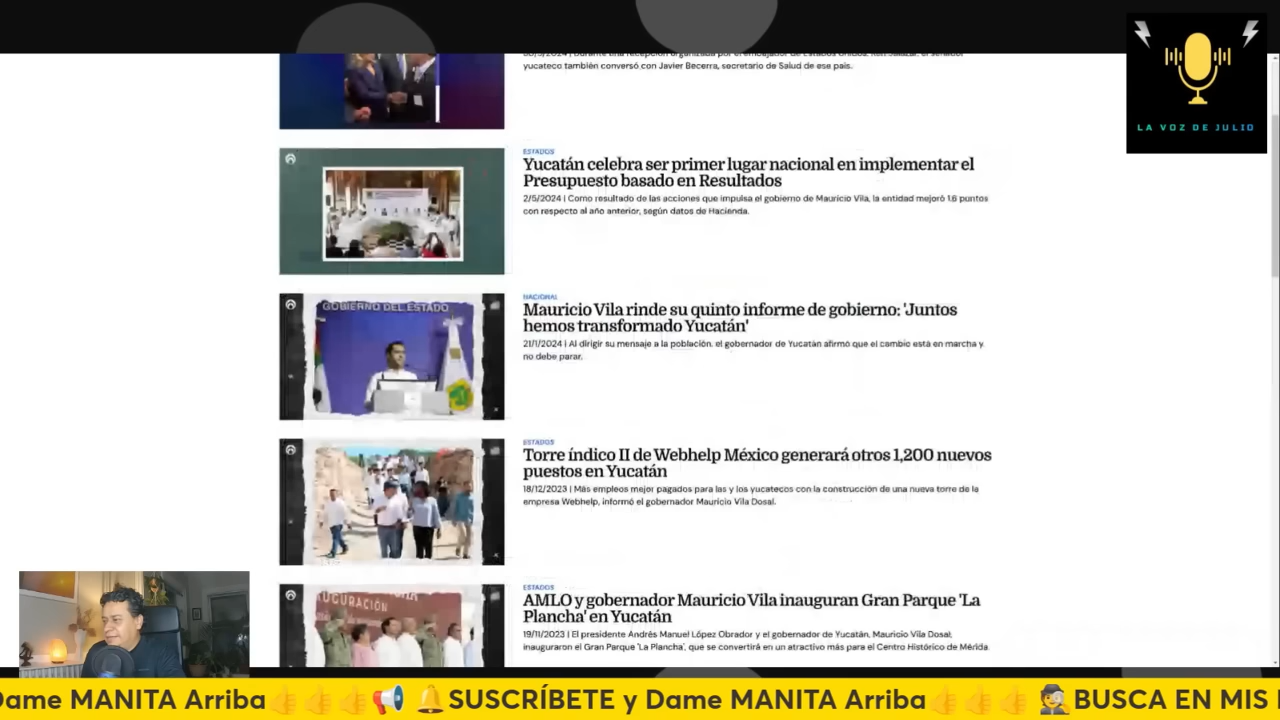 yucateco también conversó con Javier Becerra, secretario de Salud de ese país.
LA VOZ DE JULIO
ESTADOS
Yucatán celebra ser primer lugar nacional en implementar el
Presupuesto basado en Resultados
2/5/2024 | Como resultado de las acciones que impulsa el gobierno de Mauricio Vila, la entidad mejoró 1.6 puntos
con respecto al año anterior, según datos de Hacienda.
GOBIERNO DEL ESTADO
NACIONAL
Mauricio Vila rinde su quinto informe de gobierno: 'Juntos
hemos transformado Yucatán'
21/1/2024 | Al dirigir su mensaje a la población, el gobernador de Yucatán afirmó que el cambio está en marcha y
no debe parar.
ESTADOS
Torre índico II de Webhelp México generará otros 1,200 nuevos
puestos en Yucatán
18/12/2023 | Más empleos mejor pagados para las y los yucatecos con la construcción de una nueva torre de la
empresa Webhelp, informó el gobernador Mauricio Vila Dosal.
ESTADOS
AMLO y gobernador Mauricio Vila inauguran Gran Parque 'La
Plancha' en Yucatán
19/11/2023 | El presidente Andrés Manuel López Obrador y el gobernador de Yucatán, Mauricio Vila Dosal,
inauguraron el Gran Parque 'La Plancha', que se convertirá en un atractivo más para el Centro Histórico de Mérida.
Dame MANITA Arriba👍👍👍📢 🔔SUSCRÍBETE y Dame MANITA Arriba👍👍👍 🕵BUSCA EN MIS